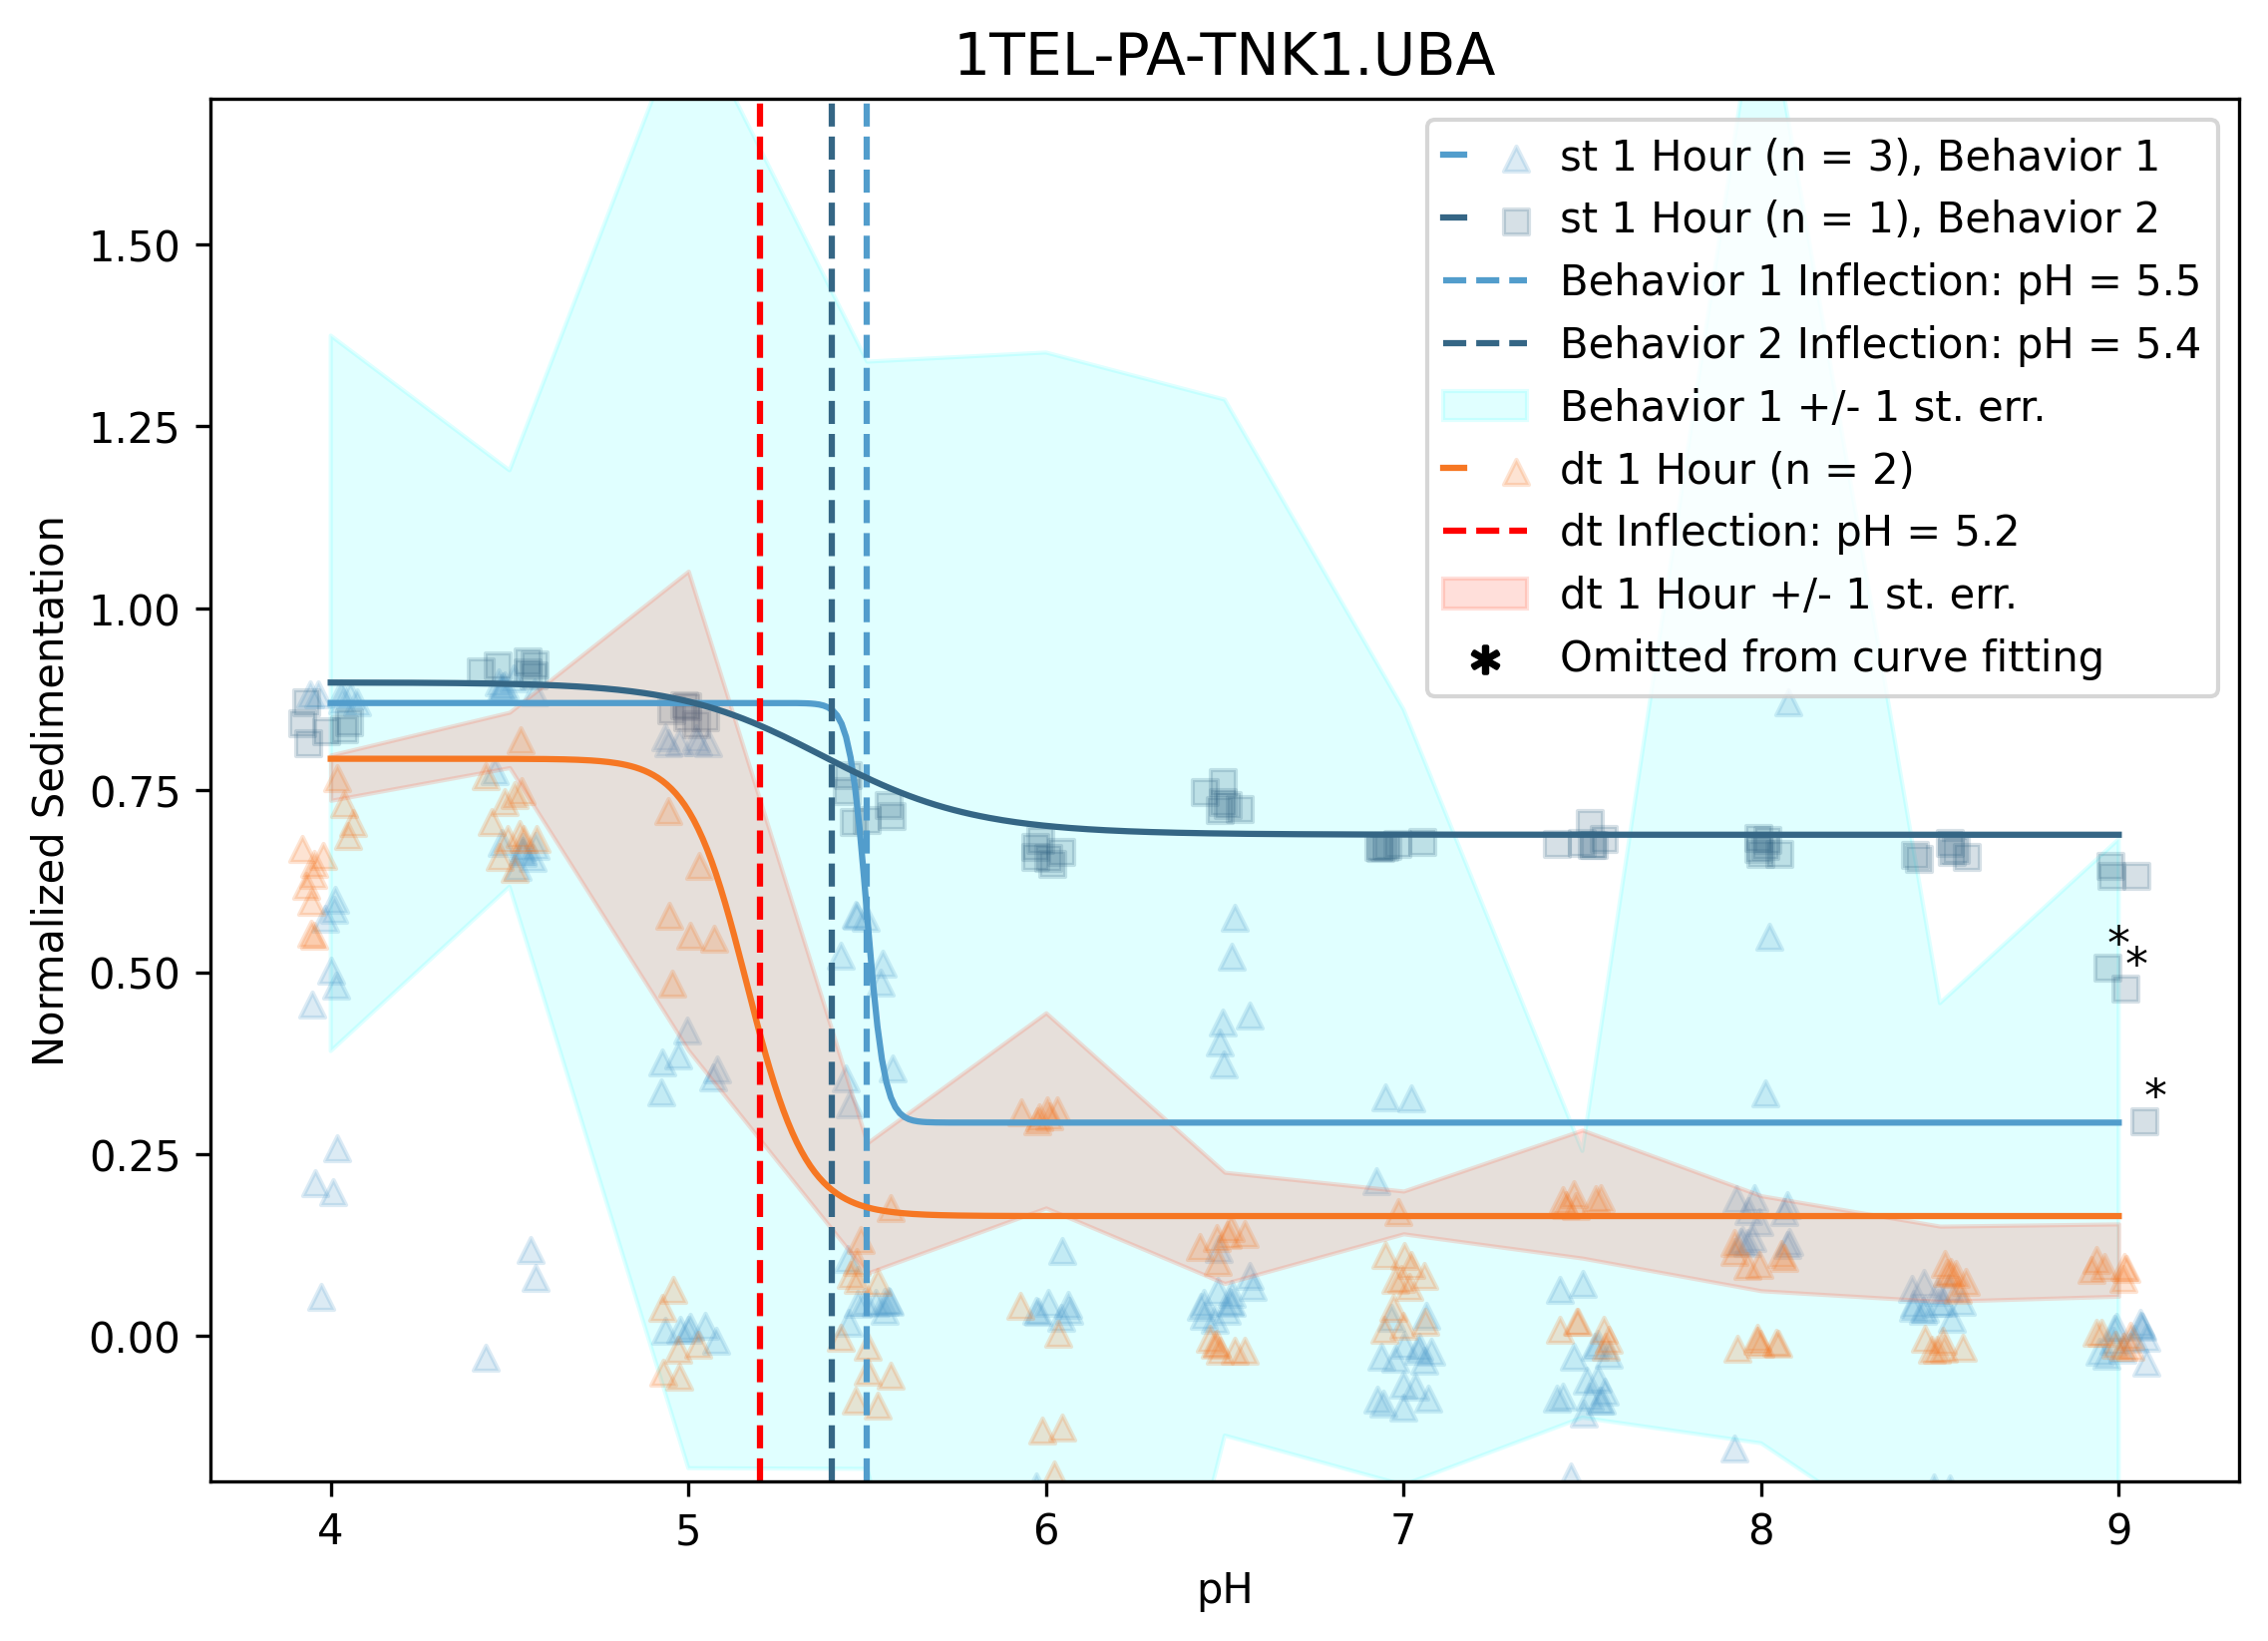 1TEL-PA-TNK1.UBA
st 1 Hour (n = 3), Behavior 1
st 1 Hour (n = 1), Behavior 2
Behavior 1 Inflection: pH = 5.5
Behavior 2 Inflection: pH = 5.4
Behavior 1 +/- 1 st. err.
dt 1 Hour (n = 2)
dt Inflection: pH = 5.2
dt 1 Hour +/- 1 st. err.
Omitted from curve fitting
1.50
1.25
1.00
0.75
0.50
0.25
0.00
Normalized Sedimentation
*
*
*
4 5 6 7 8 9
pH